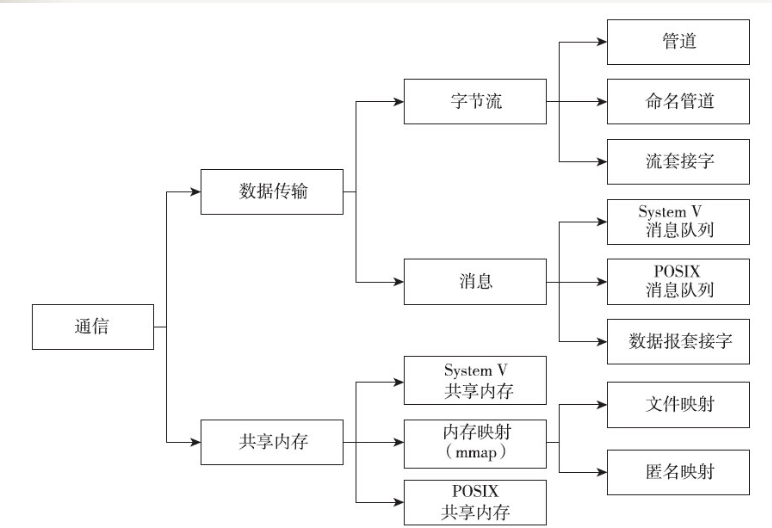 管道
字节流
命名管道
流套接字
数据传输
System V
消息队列
消息
POSIX
消息队列
数据报套接字
通信
System V
共享内存
共享内存
内存映射
（mmap）
文件映射
匿名映射
POSIX
共享内存